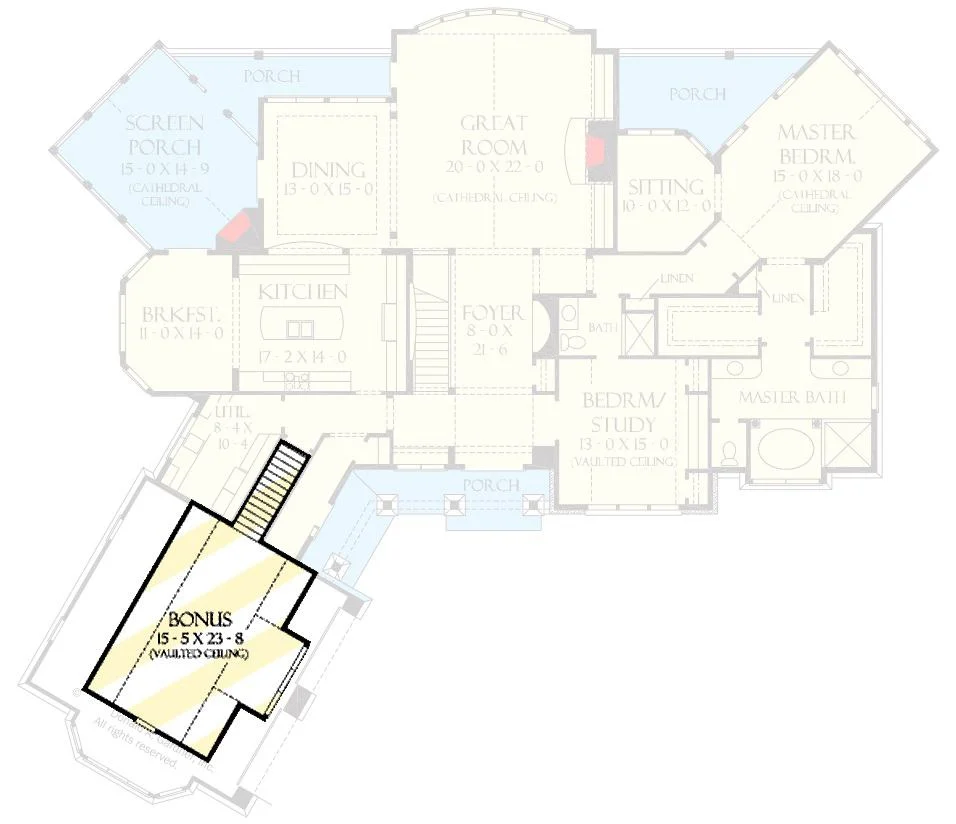 PORCH
SCREEN
PORCH
15 - 0 X 14 - 9
(CATHEDRAL
CEILING)
DINING
13 - 0 X 15 - 0
GREAT
ROOM
20 - 0 X 22 - 0
(CATHEDRAL CEILING)
PORCH
SITTING
10 - 0 X 12 - 0
MASTER
BEDRM.
15 - 0 X 18 - 0
(CATHEDRAL
CEILING)
BRKFST.
11 - 0 X 14 - 0
KITCHEN
17 - 2 X 14 - 0
FOYER
8 - 0 X
21 - 6
LINEN
BATH
LINEN
UTIL.
8 - 4 X
10 - 4
BEDRM/
STUDY
13 - 0 X 15 - 0
(VAULTED CEILING)
MASTER BATH
PORCH
BONUS
15 - 5 X 23 - 8
(VAULTED CEILING)
All rights reserved.